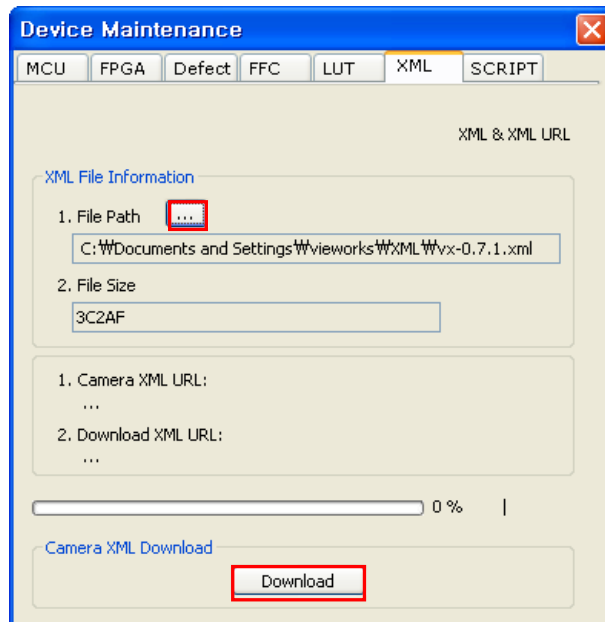 Device Maintenance
MCU FPGA Defect FFC LUT XML SCRIPT
XML & XML URL
XML File Information
1. File Path ...
C:₩Documents and Settings₩vieworks₩XML₩vx-0.7.1.xml
2. File Size
3C2AF
1. Camera XML URL:
...
2. Download XML URL:
...
0 % |
Camera XML Download
Download